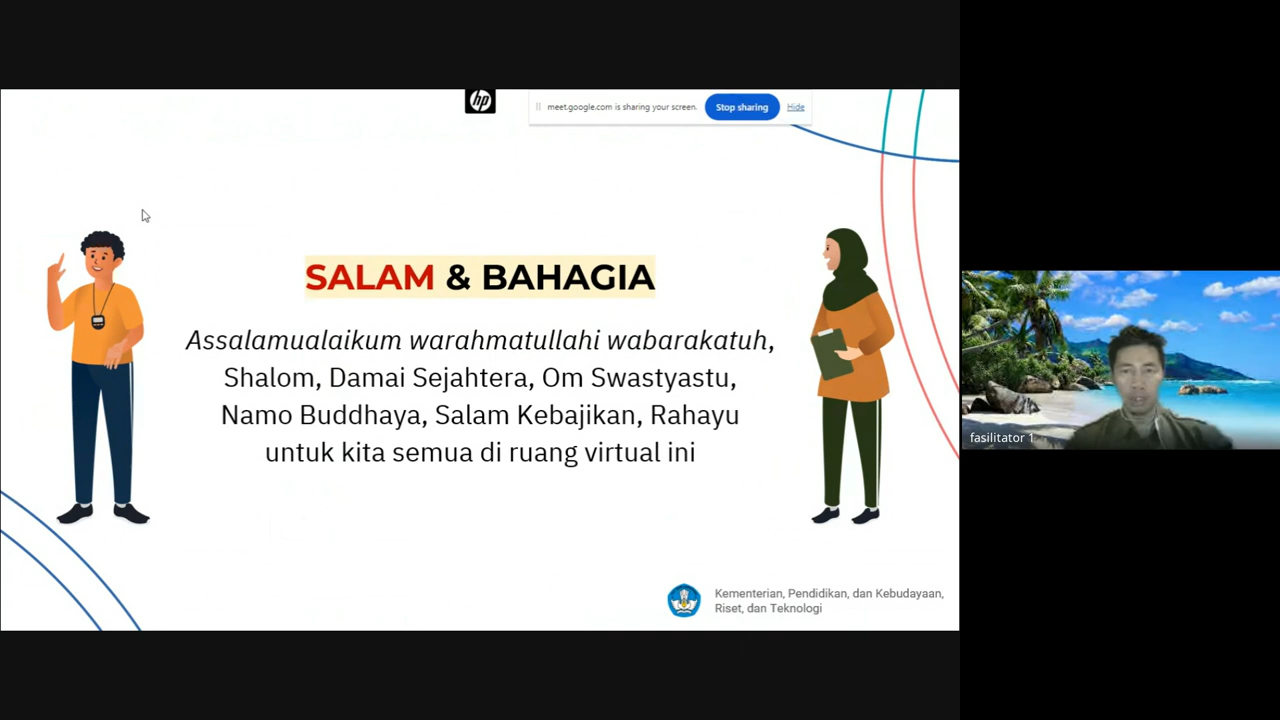 hp
meet.google.com is sharing your screen. Stop sharing Hide
SALAM & BAHAGIA
Assalamualaikum warahmatullahi wabarakatuh,
Shalom, Damai Sejahtera, Om Swastyastu,
Namo Buddhaya, Salam Kebajikan, Rahayu
untuk kita semua di ruang virtual ini
fasilitator 1
Kementerian, Pendidikan, dan Kebudayaan,
Riset, dan Teknologi